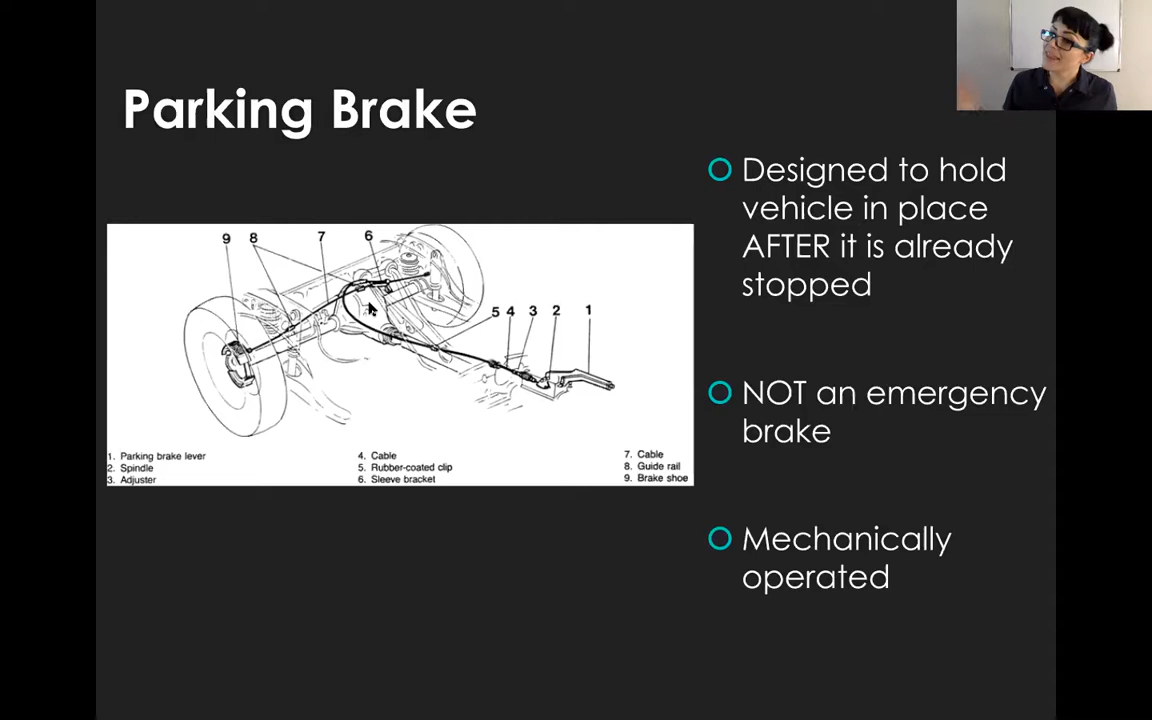 Parking Brake
9 8 7 6
5 4 3 2 1
1. Parking brake lever
2. Spindle
3. Adjuster
4. Cable
5. Rubber-coated clip
6. Sleeve bracket
7. Cable
8. Guide rail
9. Brake shoe
Designed to hold
vehicle in place
AFTER it is already
stopped
NOT an emergency
brake
Mechanically
operated